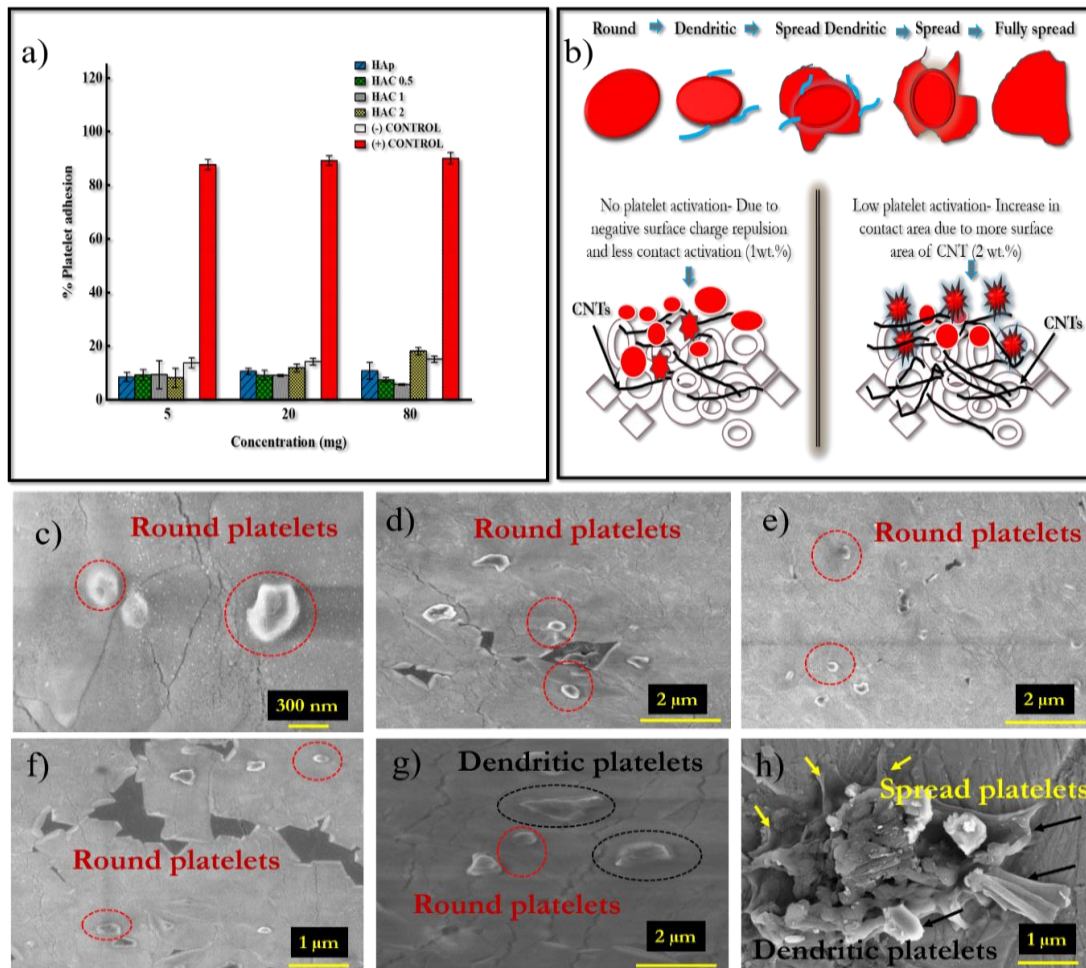 a)
120
100
80
60
40
20
0
% Platelet adhesion
HAp
HAC 0.5
HAC 1
HAC 2
(-) CONTROL
(+) CONTROL
5 20 80
Concentration (mg)
b)
Round Dendritic Spread Dendritic Spread Fully spread
No platelet activation- Due to
negative surface charge repulsion
and less contact activation (1wt.%)
CNTs
Low platelet activation- Increase in
contact area due to more surface
area of CNT (2 wt.%)
CNTs
c)
Round platelets
300 nm
d)
Round platelets
2 µm
e)
Round platelets
2 µm
f)
Round platelets
1 µm
g)
Dendritic platelets
Round platelets
2 µm
h)
Spread platelets
Dendritic platelets
1 µm